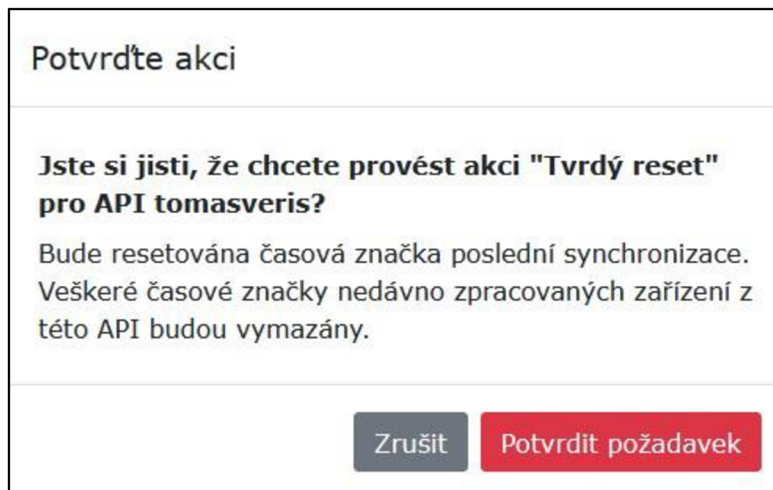 Potvrďte akci
Jste si jisti, že chcete provést akci "Tvrdý reset"
pro API tomasveris?
Bude resetována časová značka poslední synchronizace.
Veškeré časové značky nedávno zpracovaných zařízení z
této API budou vymazány.
Zrušit
Potvrdit požadavek